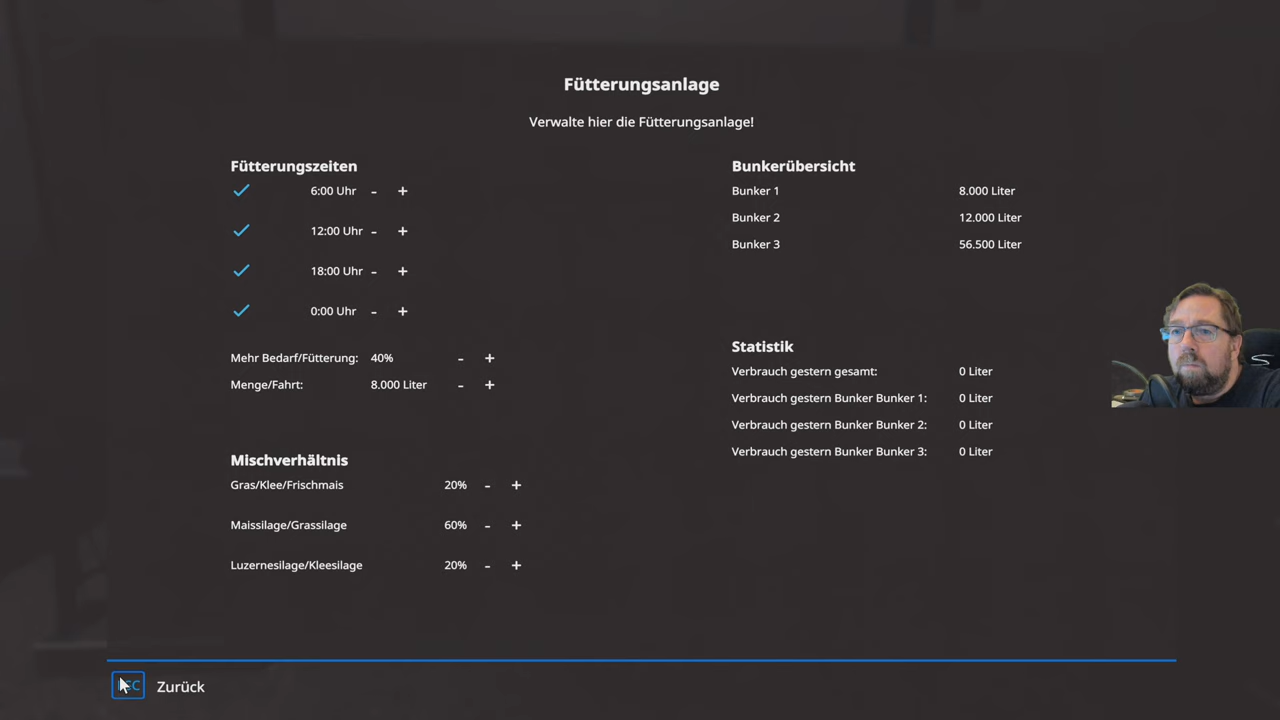 Fütterungsanlage
Verwalte hier die Fütterungsanlage!
Fütterungszeiten
6:00 Uhr - +
12:00 Uhr - +
18:00 Uhr - +
0:00 Uhr - +
Mehr Bedarf/Fütterung: 40% - +
Menge/Fahrt: 8.000 Liter - +
Mischverhältnis
Gras/Klee/Frischmais 20% - +
Maissilage/Grassilage 60% - +
Luzernesilage/Kleesilage 20% - +
Bunkerübersicht
Bunker 1 8.000 Liter
Bunker 2 12.000 Liter
Bunker 3 56.500 Liter
Statistik
Verbrauch gestern gesamt: 0 Liter
Verbrauch gestern Bunker Bunker 1: 0 Liter
Verbrauch gestern Bunker Bunker 2: 0 Liter
Verbrauch gestern Bunker Bunker 3: 0 Liter
Zurück